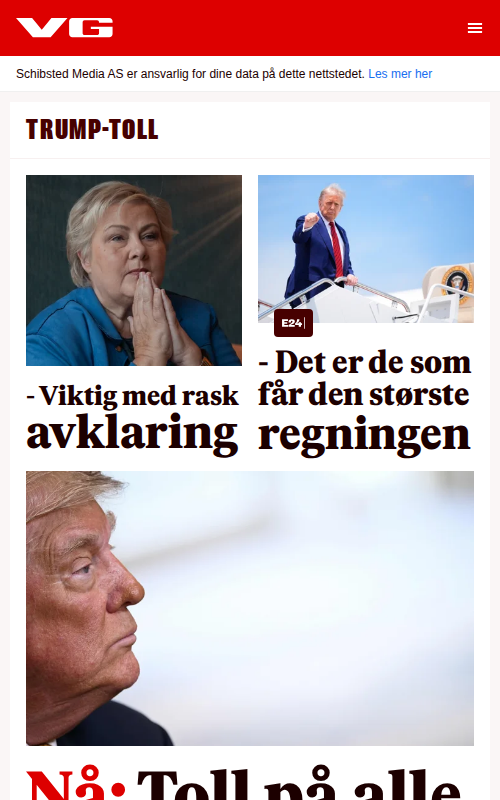 VG
Schibsted Media AS er ansvarlig for dine data på dette nettstedet. Les mer her
TRUMP-TOLL
- Viktig med rask
avklaring
E24
- Det er de som
får den største
regningen
Nå: Toll på alle